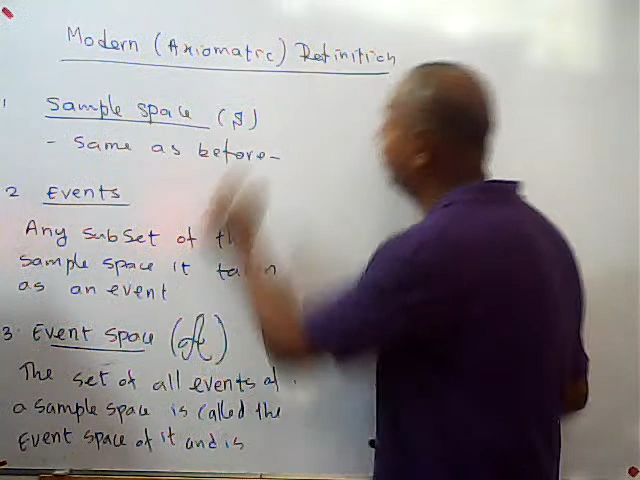 Modern (Axiomatic) Definition
1 Sample space (S)
- same as before -
2 Events
Any subset of
sample space it taken
as an event
3. Event space (A)
The set of all events of
a sample space is called the
Event space of it and is